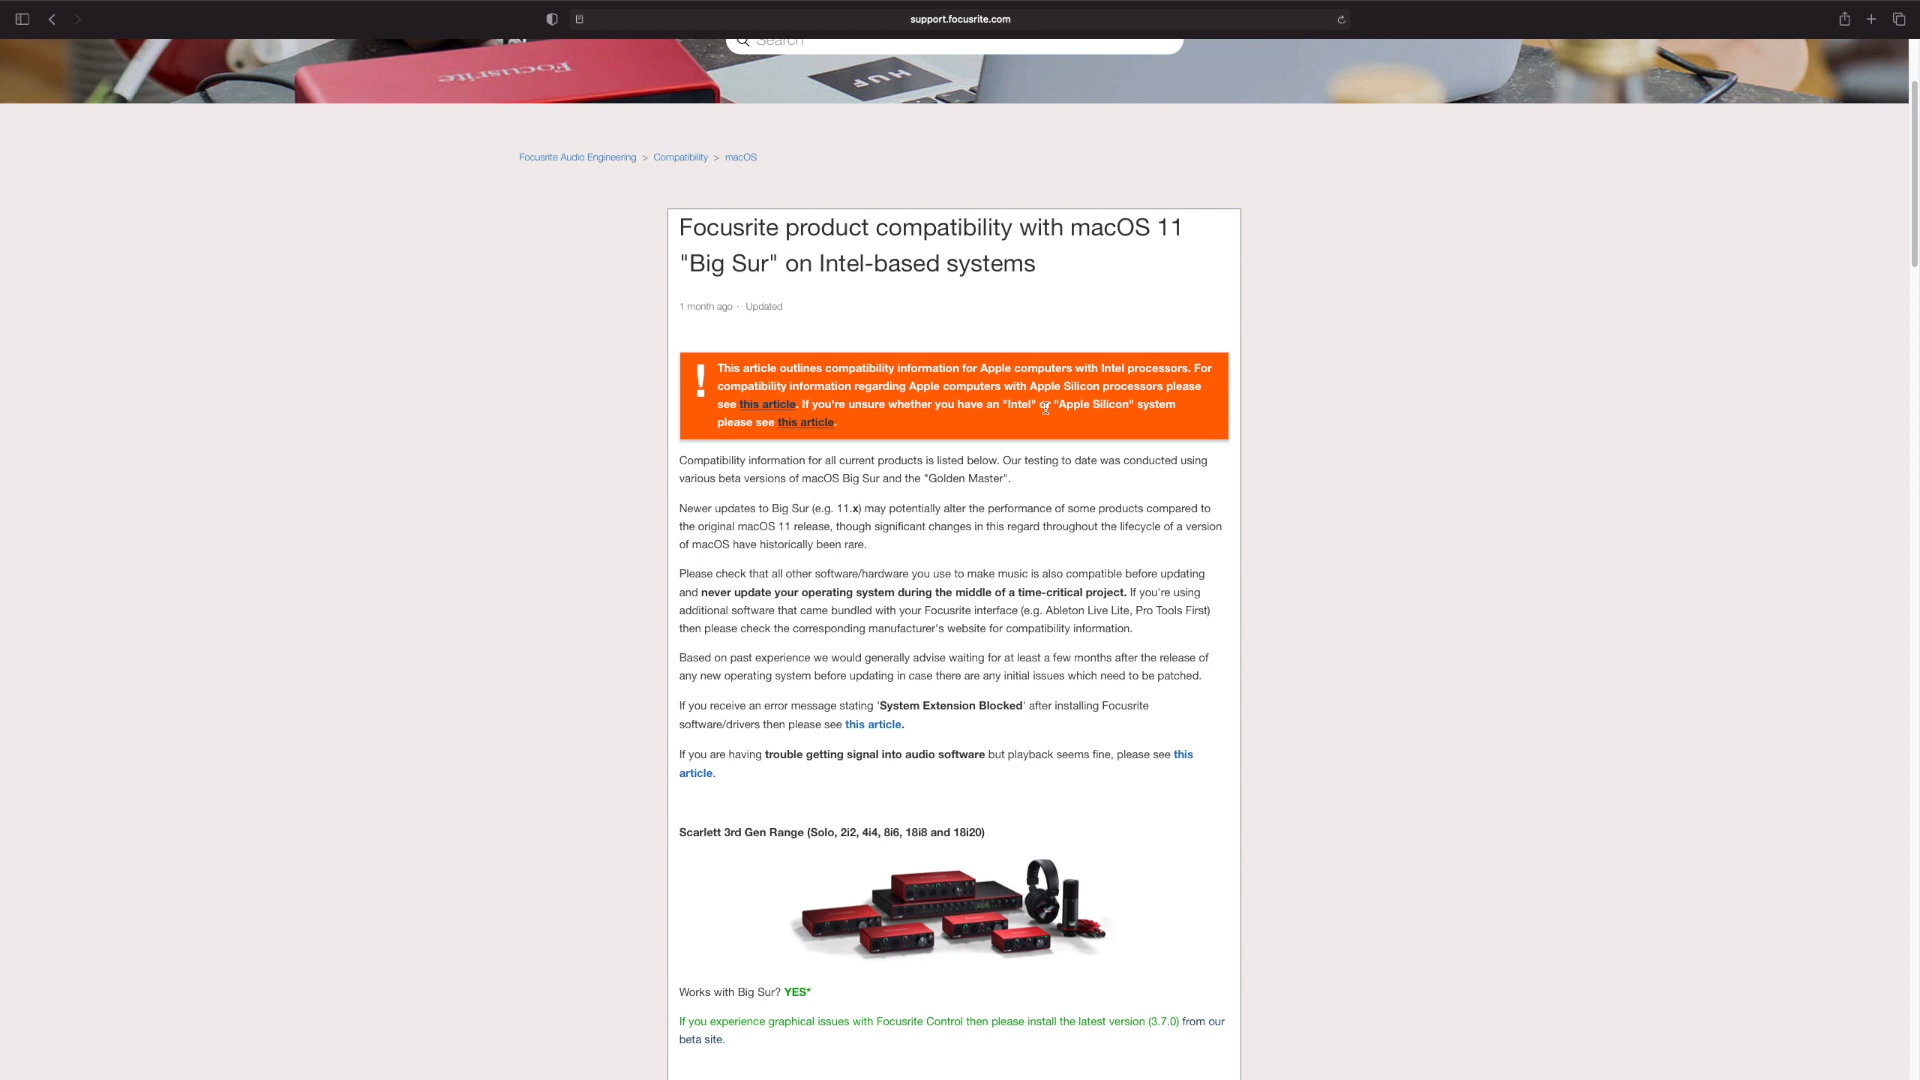 support.focusrite.com
Search
Focusrite
HUF
Focusrite Audio Engineering > Compatibility > macOS
Focusrite product compatibility with macOS 11
"Big Sur" on Intel-based systems
1 month ago · Updated
! This article outlines compatibility information for Apple computers with Intel processors. For
compatibility information regarding Apple computers with Apple Silicon processors please
see this article. If you're unsure whether you have an "Intel" or "Apple Silicon" system
please see this article.
Compatibility information for all current products is listed below. Our testing to date was conducted using
various beta versions of macOS Big Sur and the "Golden Master".
Newer updates to Big Sur (e.g. 11.x) may potentially alter the performance of some products compared to
the original macOS 11 release, though significant changes in this regard throughout the lifecycle of a version
of macOS have historically been rare.
Please check that all other software/hardware you use to make music is also compatible before updating
and never update your operating system during the middle of a time-critical project. If you're using
additional software that came bundled with your Focusrite interface (e.g. Ableton Live Lite, Pro Tools First)
then please check the corresponding manufacturer's website for compatibility information.
Based on past experience we would generally advise waiting for at least a few months after the release of
any new operating system before updating in case there are any initial issues which need to be patched.
If you receive an error message stating 'System Extension Blocked' after installing Focusrite
software/drivers then please see this article.
If you are having trouble getting signal into audio software but playback seems fine, please see this
article.
Scarlett 3rd Gen Range (Solo, 2i2, 4i4, 8i6, 18i8 and 18i20)
Works with Big Sur? YES*
If you experience graphical issues with Focusrite Control then please install the latest version (3.7.0) from our
beta site.